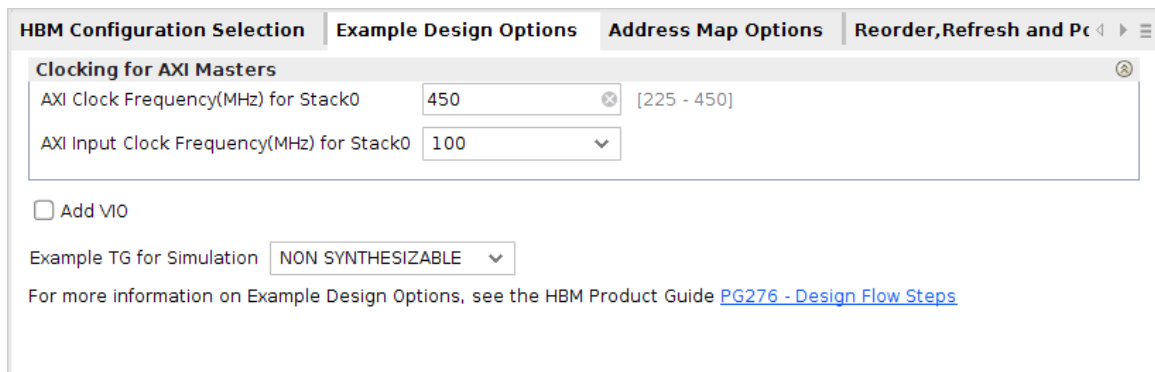 HBM Configuration Selection Example Design Options Address Map Options Reorder,Refresh and Pc
Clocking for AXI Masters
AXI Clock Frequency(MHz) for Stack0 450 [225 - 450]
AXI Input Clock Frequency(MHz) for Stack0 100
Add VIO
Example TG for Simulation NON SYNTHESIZABLE
For more information on Example Design Options, see the HBM Product Guide PG276 - Design Flow Steps